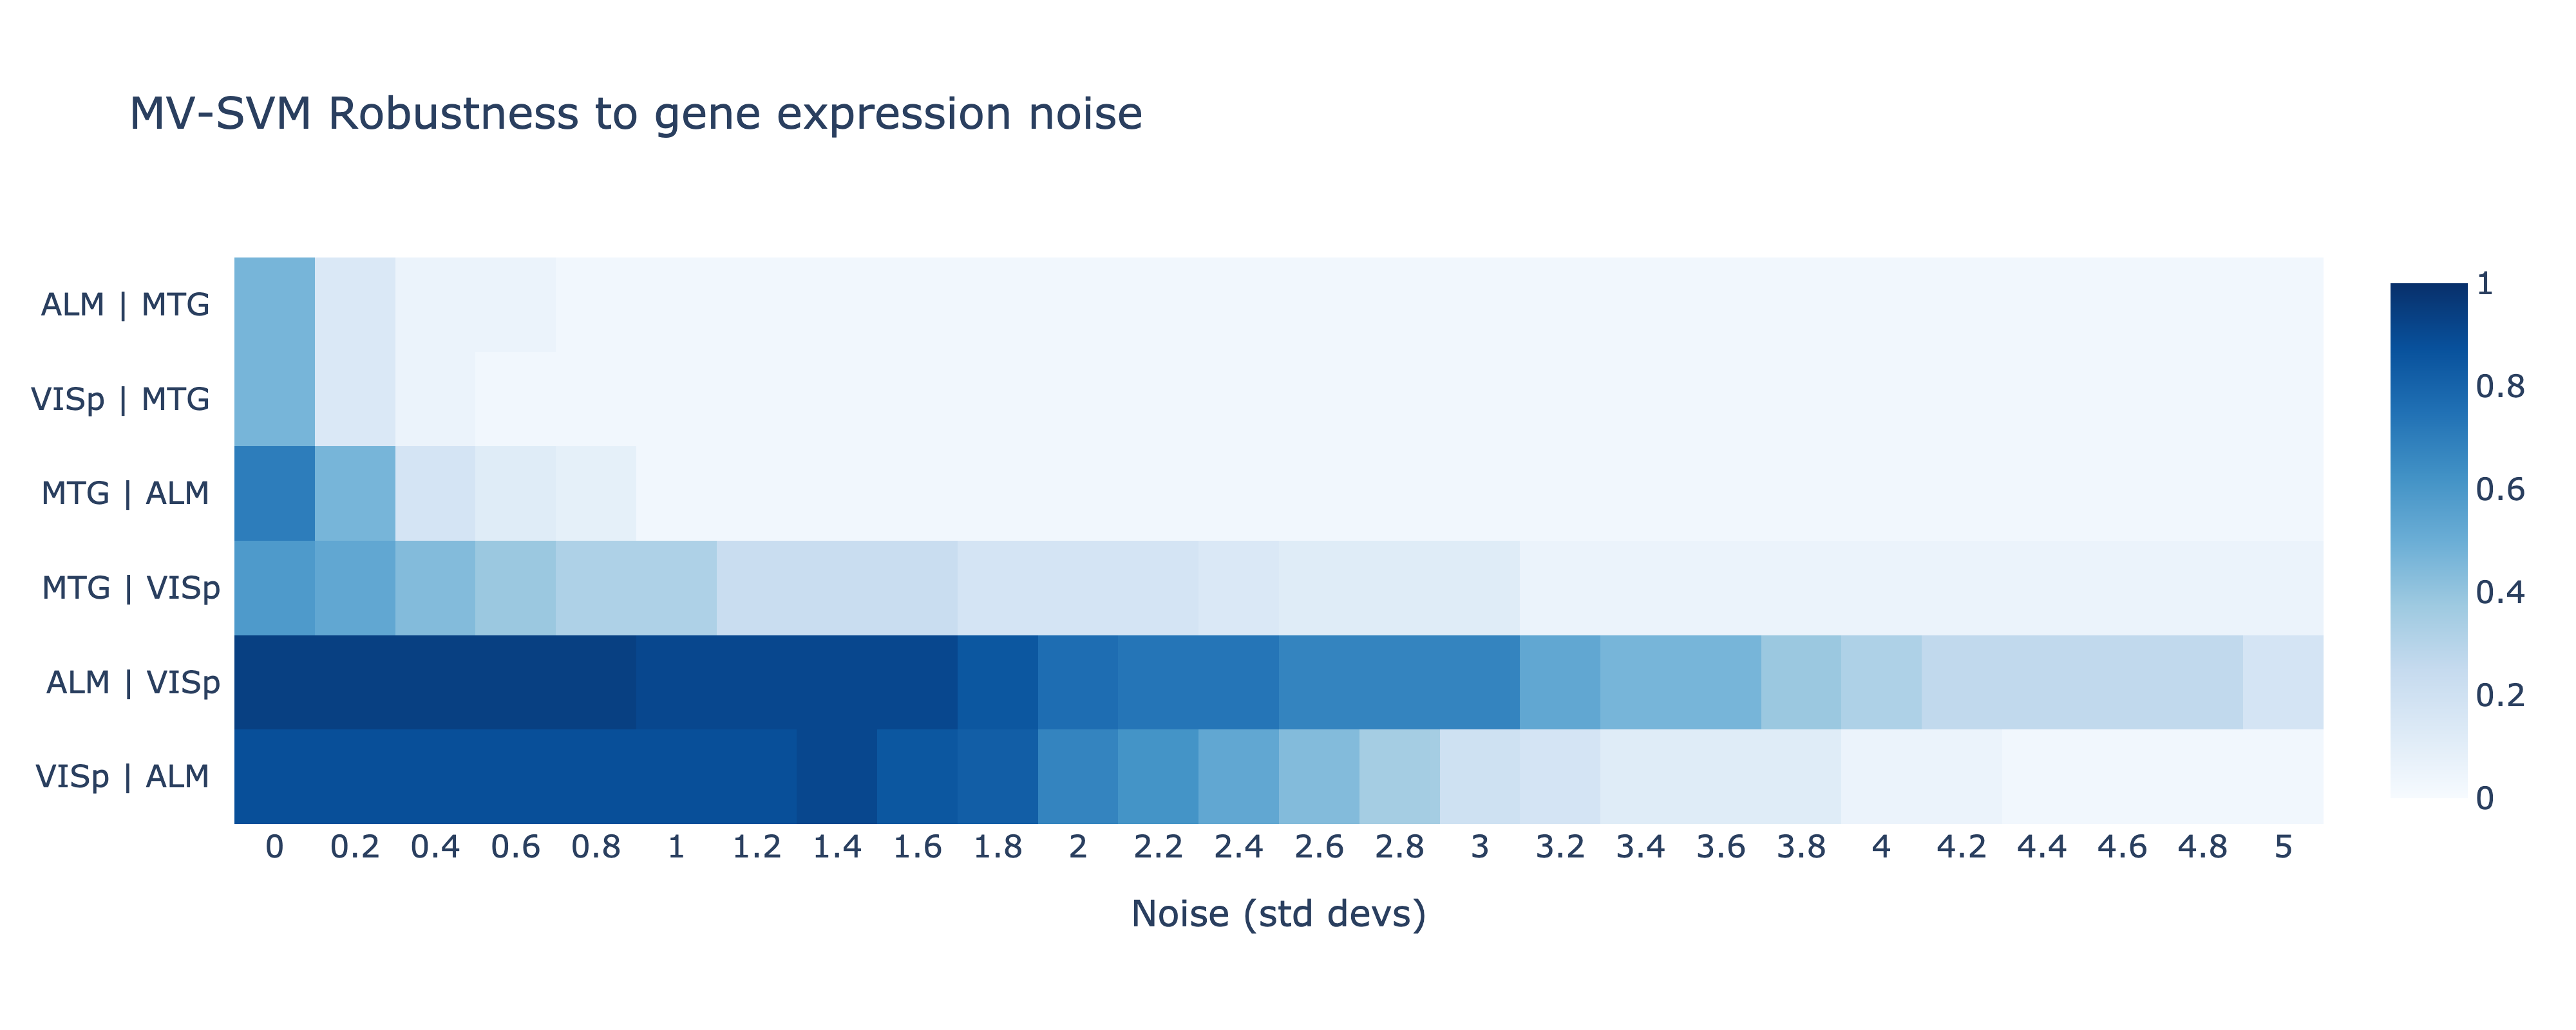 MV-SVM Robustness to gene expression noise
ALM | MTG
VISp | MTG
MTG | ALM
MTG | VISp
ALM | VISp
VISp | ALM
0 0.2 0.4 0.6 0.8 1 1.2 1.4 1.6 1.8 2 2.2 2.4 2.6 2.8 3 3.2 3.4 3.6 3.8 4 4.2 4.4 4.6 4.8 5
Noise (std devs)
1
0.8
0.6
0.4
0.2
0